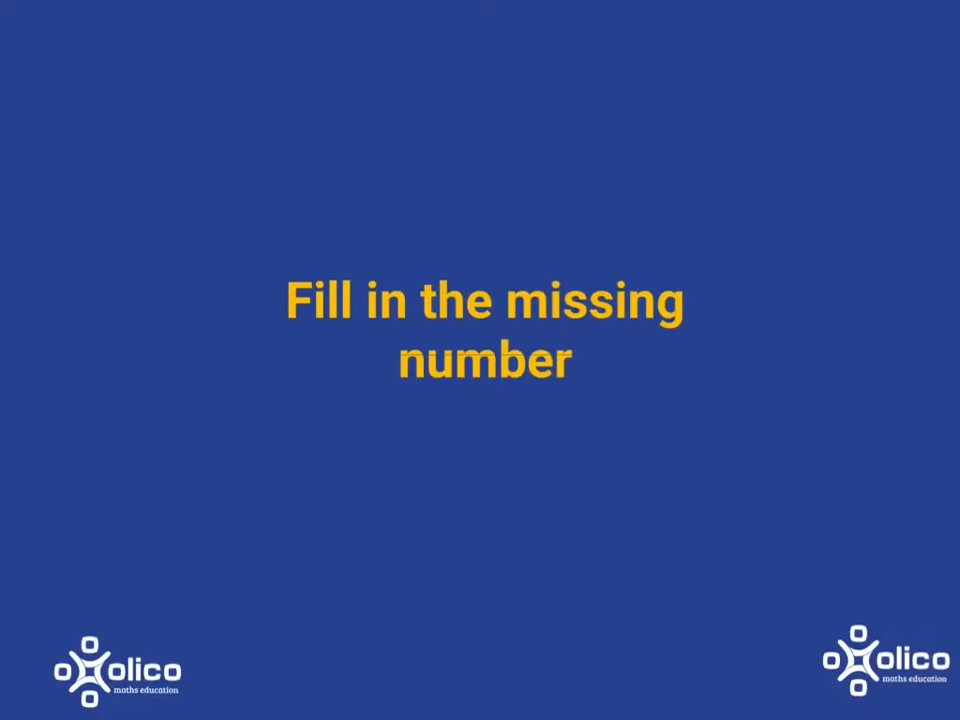 Fill in the missing
number
olico
maths education
olico
maths education